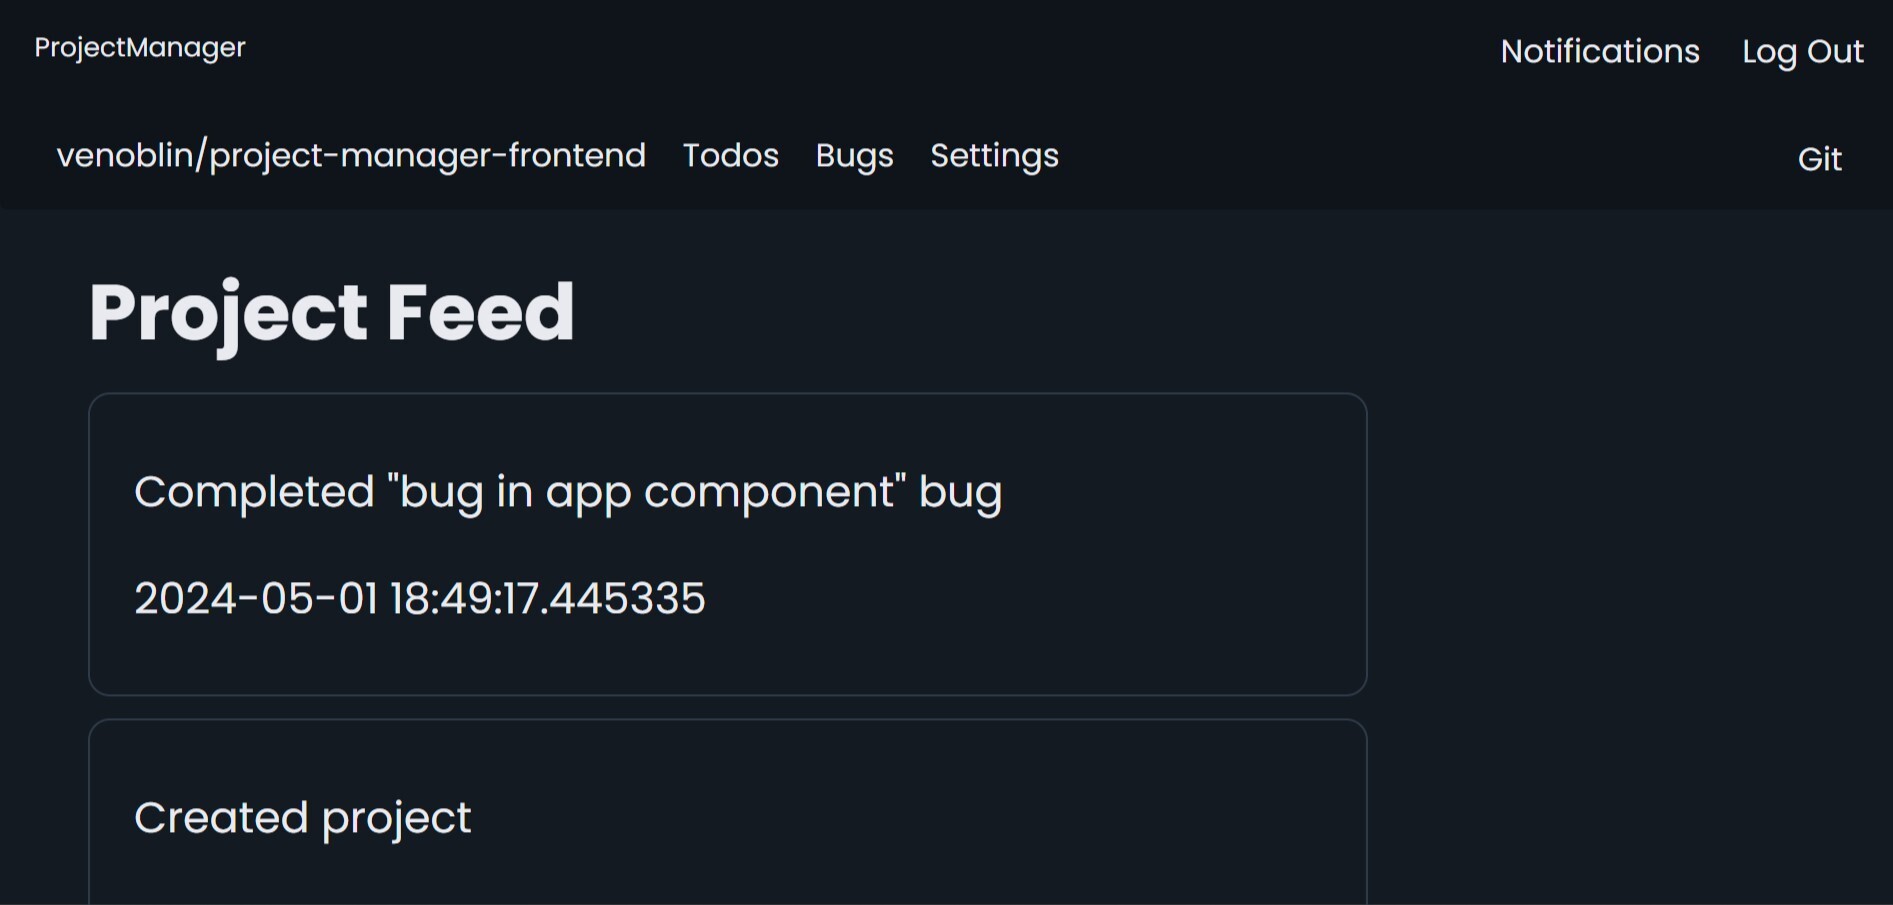 ProjectManager
Notifications Log Out
venoblin/project-manager-frontend Todos Bugs Settings
Git
Project Feed
Completed "bug in app component" bug
2024-05-01 18:49:17.445335
Created project